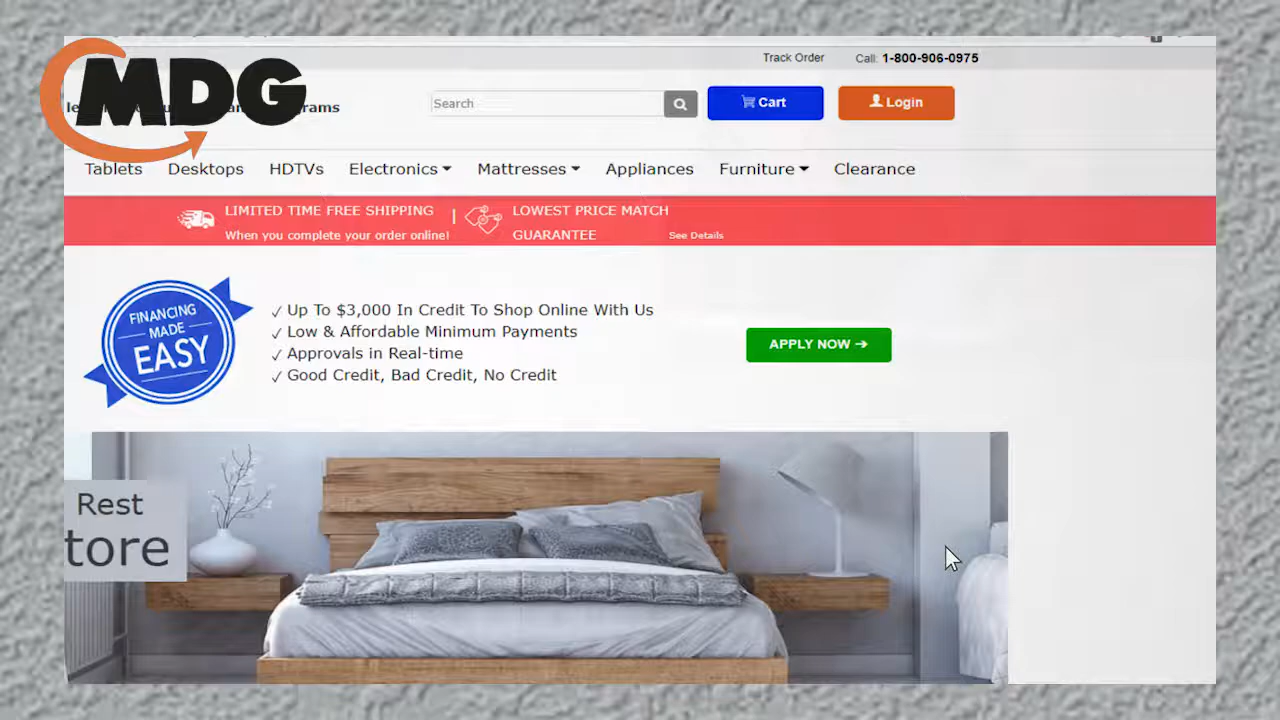 MDG
Track Order
Call: 1-800-906-0975
rams
Search
Cart
Login
Tablets
Desktops
HDTVs
Electronics
Mattresses
Appliances
Furniture
Clearance
LIMITED TIME FREE SHIPPING
When you complete your order online!
|
LOWEST PRICE MATCH
GUARANTEE
See Details
FINANCING
MADE
EASY
✓ Up To $3,000 In Credit To Shop Online With Us
✓ Low & Affordable Minimum Payments
✓ Approvals in Real-time
✓ Good Credit, Bad Credit, No Credit
APPLY NOW →
Rest
tore